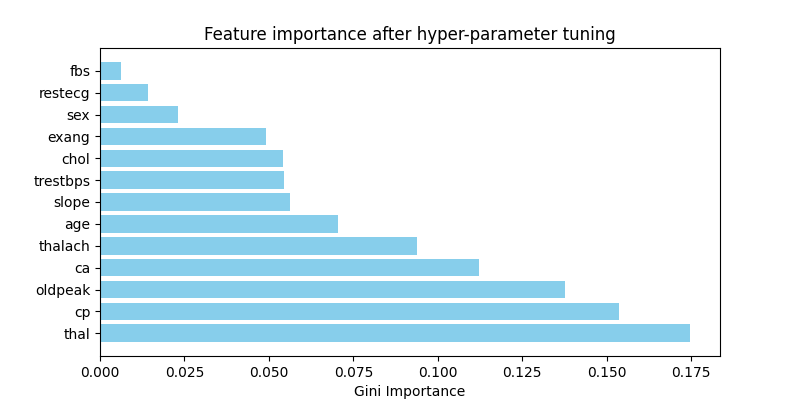 Feature importance after hyper-parameter tuning
fbs
restecg
sex
exang
chol
trestbps
slope
age
thalach
ca
oldpeak
cp
thal
0.000 0.025 0.050 0.075 0.100 0.125 0.150 0.175
Gini Importance